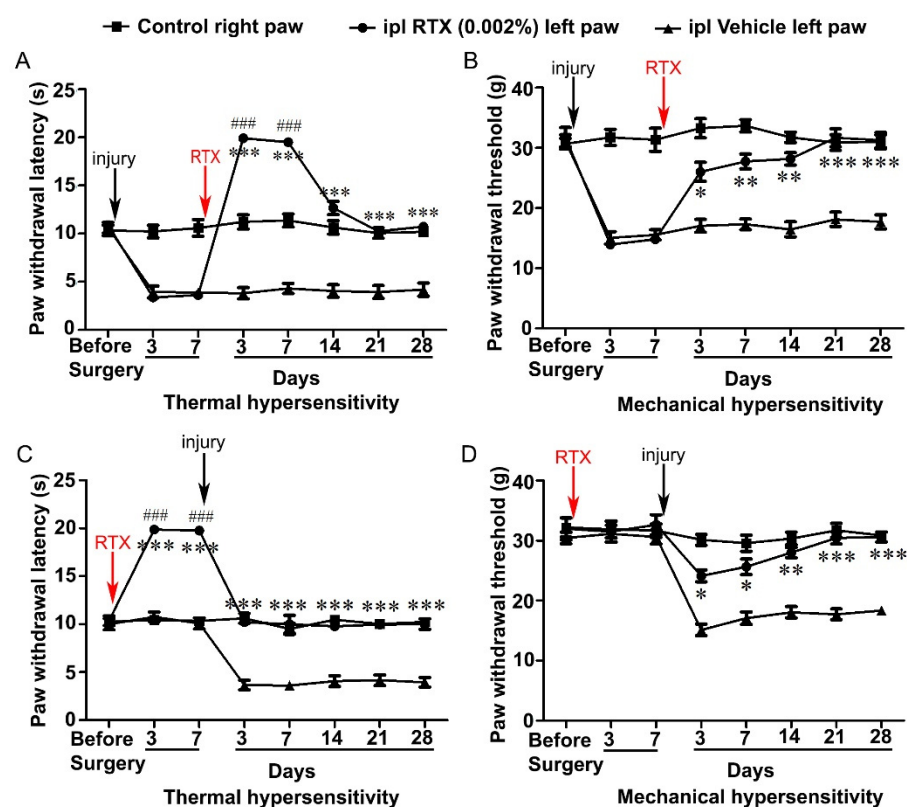 Control right paw ipl RTX (0.002%) left paw ipl Vehicle left paw
A
Paw withdrawal latency (s)
25
20
15
10
5
0
injury
RTX
### ###
*** ***
***
*** ***
Before Surgery 3 7 3 7 14 21 28
Days
Thermal hypersensitivity
B
Paw withdrawal threshold (g)
40
30
20
10
0
injury
RTX
* ** ** *** ***
Before Surgery 3 7 3 7 14 21 28
Days
Mechanical hypersensitivity
C
Paw withdrawal latency (s)
25
20
15
10
5
0
RTX
injury
### ###
*** ***
*** *** *** *** ***
Before Surgery 3 7 3 7 14 21 28
Days
Thermal hypersensitivity
D
Paw withdrawal threshold (g)
40
30
20
10
0
RTX
injury
* * ** *** ***
Before Surgery 3 7 3 7 14 21 28
Days
Mechanical hypersensitivity